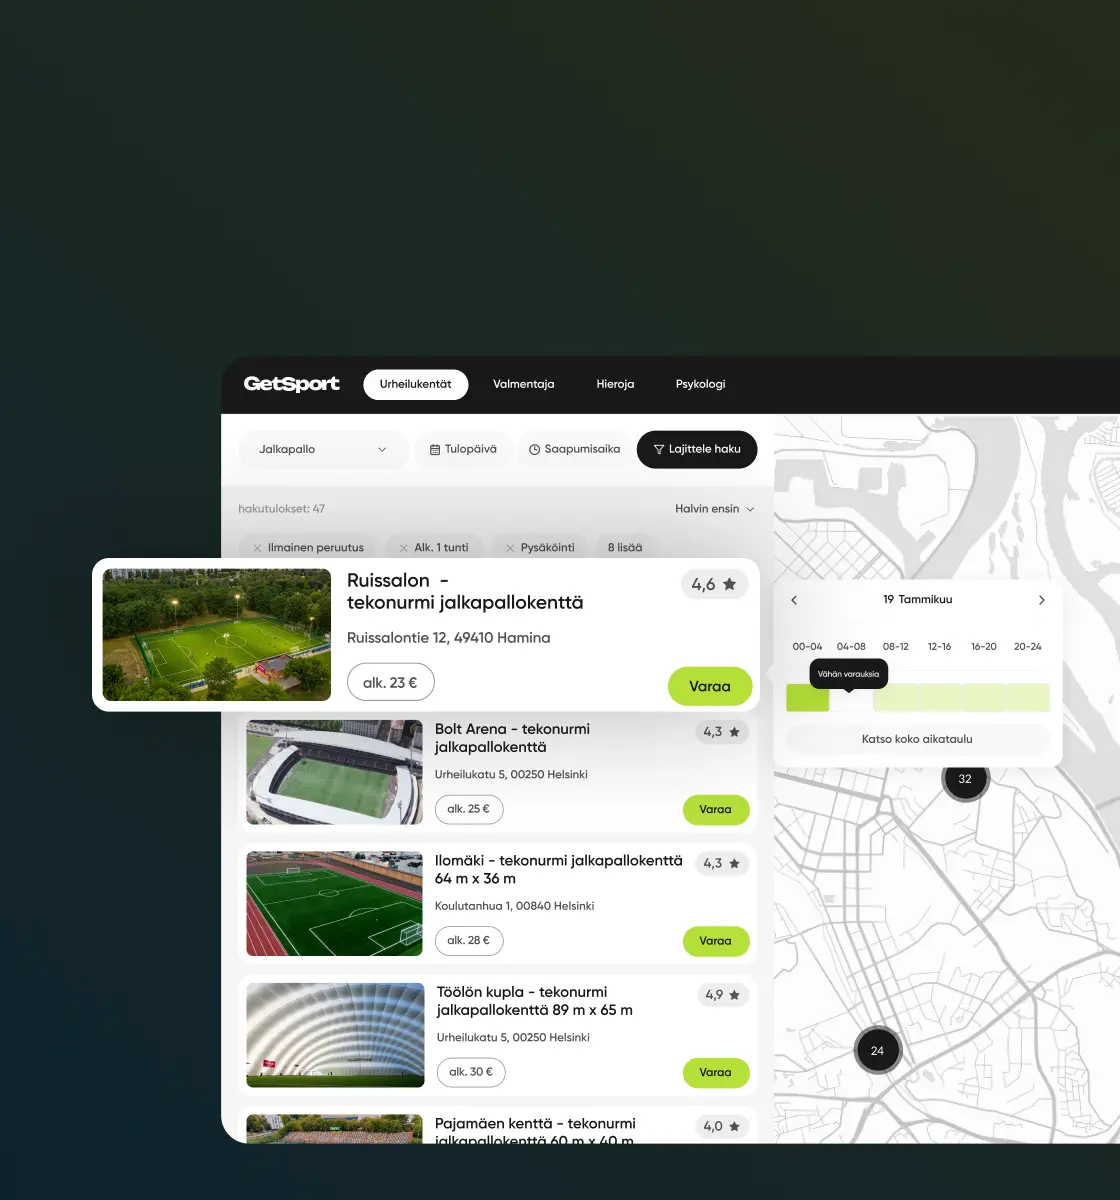 GetSport
Urheilukentät
Valmentaja
Hieroja
Psykologi
Jalkapallo
Tulopäivä
Saapumisaika
Lajittele haku
hakutulokset: 47
Halvin ensin
Ilmainen peruutus
Alk. 1 tunti
Pysäköinti
8 lisää
Ruissalon -
tekonurmi jalkapallokenttä
4,6
Ruissalontie 12, 49410 Hamina
alk. 23 €
Varaa
Bolt Arena - tekonurmi
jalkapallokenttä
4,3
Urheilukatu 5, 00250 Helsinki
alk. 25 €
Varaa
Ilomäki - tekonurmi jalkapallokenttä
64 m x 36 m
4,3
Koulutanhua 1, 00840 Helsinki
alk. 28 €
Varaa
Töölön kupla - tekonurmi
jalkapallokenttä 89 m x 65 m
4,9
Urheilukatu 5, 00250 Helsinki
alk. 30 €
Varaa
Pajamäen kenttä - tekonurmi
jalkapallokenttä 60 m x 40 m
4,0
19 Tammikuu
00-04
04-08
08-12
12-16
16-20
20-24
Vähän varauksia
Katso koko aikataulu
32
24